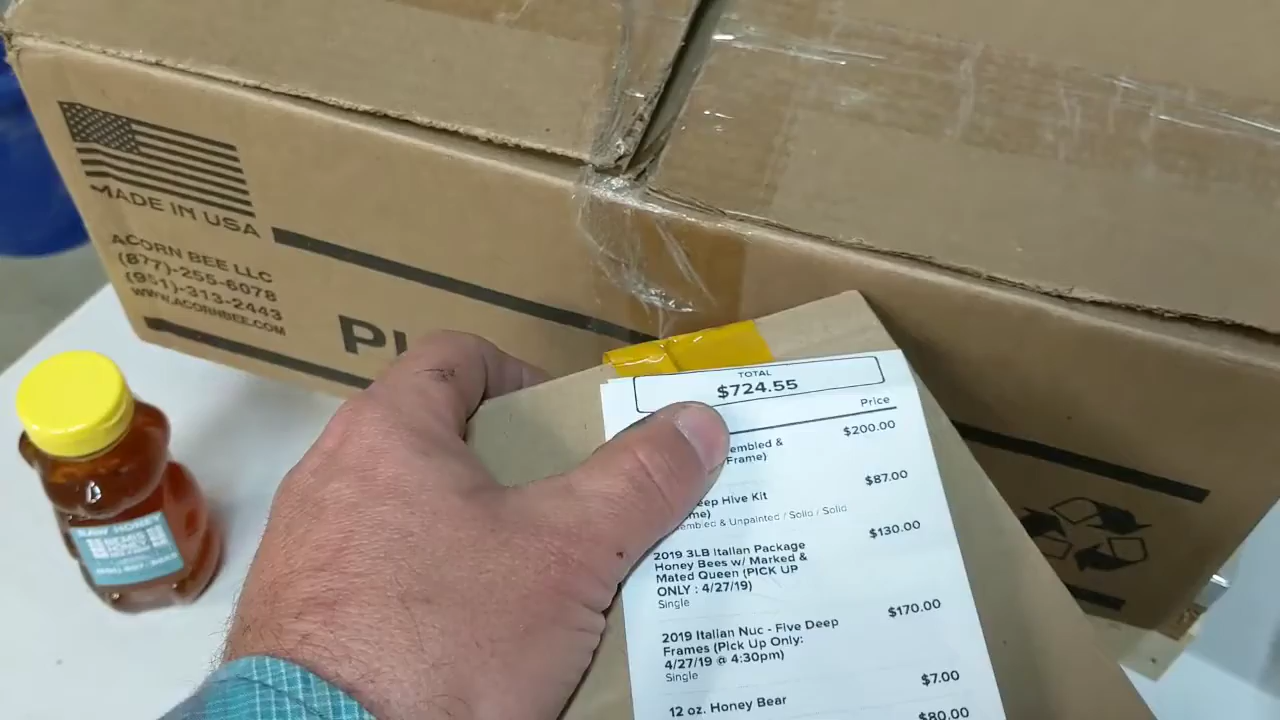 MADE IN USA
ACORN BEE LLC
(877)-255-6078
(951)-313-2443
WWW.ACORNBEE.COM
RAW HONEY
TOTAL
$724.55
Price
embled &
Frame)
$200.00
eep Hive Kit
me)
embled & Unpainted / Solid / Solid
$87.00
2019 3LB Italian Package
Honey Bees w/ Marked &
Mated Queen (PICK UP
ONLY : 4/27/19)
Single
$130.00
2019 Italian Nuc - Five Deep
Frames (Pick Up Only:
4/27/19 @ 4:30pm)
Single
$170.00
12 oz. Honey Bear
$7.00
$80.00